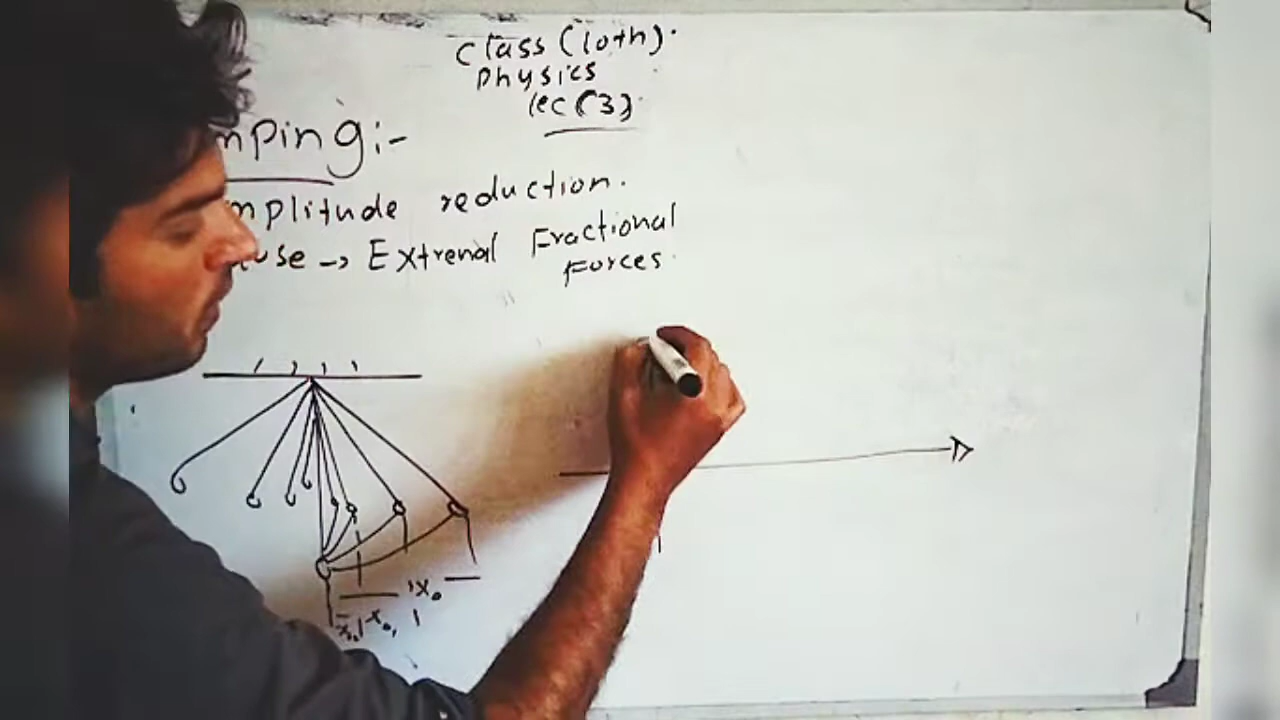 Class (10th).
Physics
lec (3)
mping:-
mplitude reduction.
use -> Extrenal Fractional
Forces.
x₀